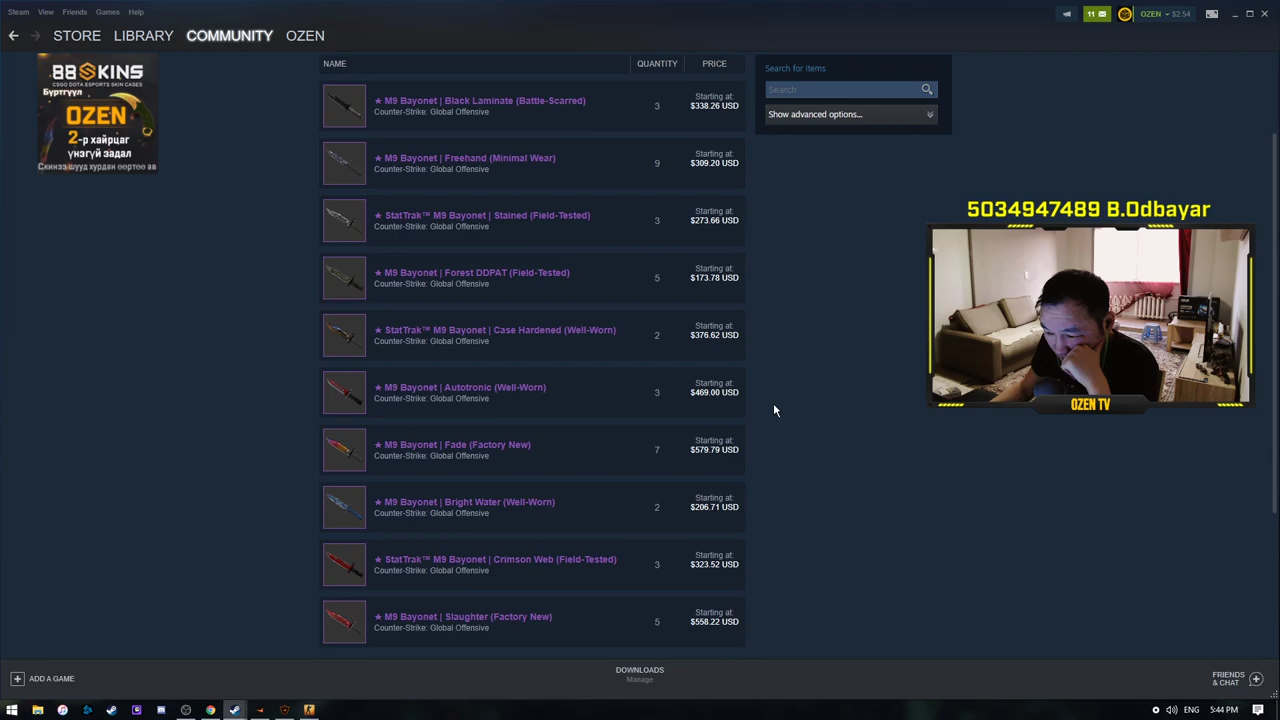 Steam View Friends Games Help
11
OZEN $2.54
STORE LIBRARY COMMUNITY OZEN
88SKINS
CSGO DOTA ESPORTS SKIN CASES
Бүртгүүл
OZEN
2-р хайрцаг
үнэгүй задал
Скинээ шууд хурдан өөртөө ав
NAME QUANTITY PRICE
★ M9 Bayonet | Black Laminate (Battle-Scarred)
Counter-Strike: Global Offensive
3
Starting at:
$338.26 USD
★ M9 Bayonet | Freehand (Minimal Wear)
Counter-Strike: Global Offensive
9
Starting at:
$309.20 USD
★ StatTrak™ M9 Bayonet | Stained (Field-Tested)
Counter-Strike: Global Offensive
3
Starting at:
$273.66 USD
★ M9 Bayonet | Forest DDPAT (Field-Tested)
Counter-Strike: Global Offensive
5
Starting at:
$173.78 USD
★ StatTrak™ M9 Bayonet | Case Hardened (Well-Worn)
Counter-Strike: Global Offensive
2
Starting at:
$376.62 USD
★ M9 Bayonet | Autotronic (Well-Worn)
Counter-Strike: Global Offensive
3
Starting at:
$469.00 USD
★ M9 Bayonet | Fade (Factory New)
Counter-Strike: Global Offensive
7
Starting at:
$579.79 USD
★ M9 Bayonet | Bright Water (Well-Worn)
Counter-Strike: Global Offensive
2
Starting at:
$206.71 USD
★ StatTrak™ M9 Bayonet | Crimson Web (Field-Tested)
Counter-Strike: Global Offensive
3
Starting at:
$323.52 USD
★ M9 Bayonet | Slaughter (Factory New)
Counter-Strike: Global Offensive
5
Starting at:
$558.22 USD
Search for Items
Search
Show advanced options...
5034947489 B.Odbayar
OZEN TV
ADD A GAME
DOWNLOADS
Manage
FRIENDS
& CHAT
ENG 5:44 PM